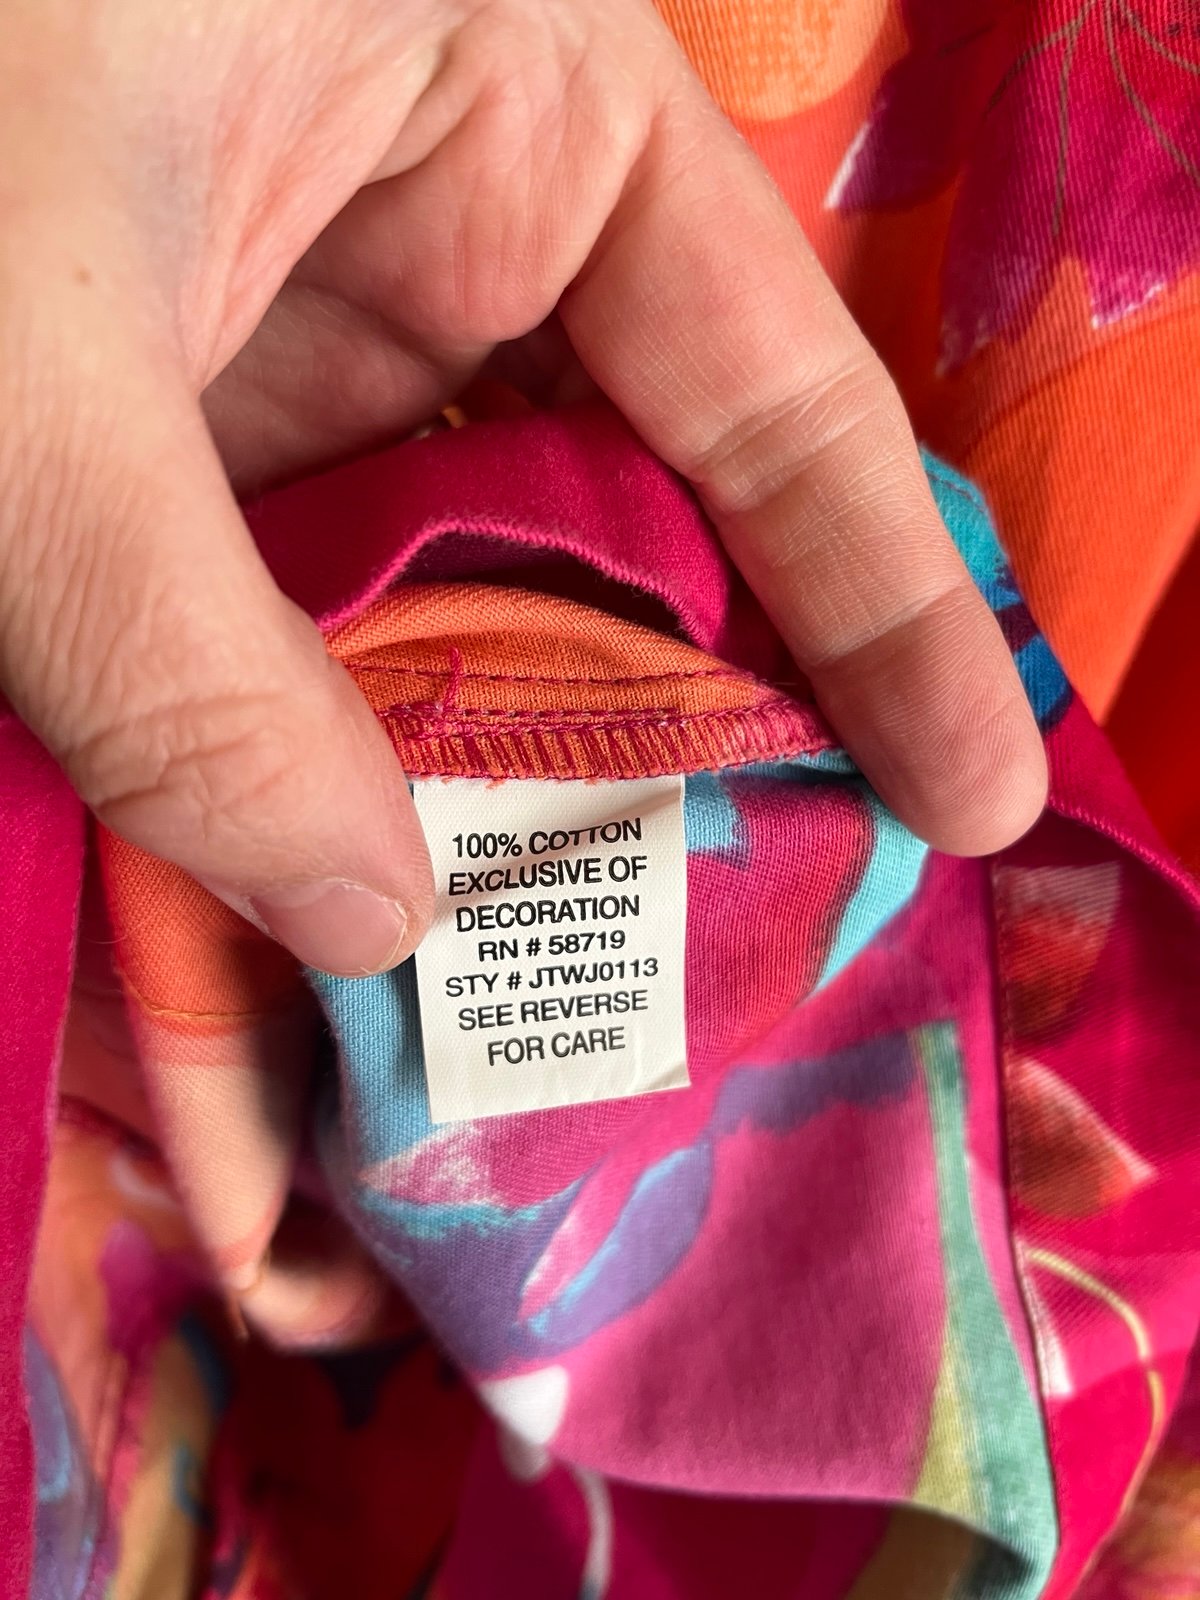 100% COTTON
EXCLUSIVE OF
DECORATION
RN # 58719
STY # JTWJ0113
SEE REVERSE
FOR CARE